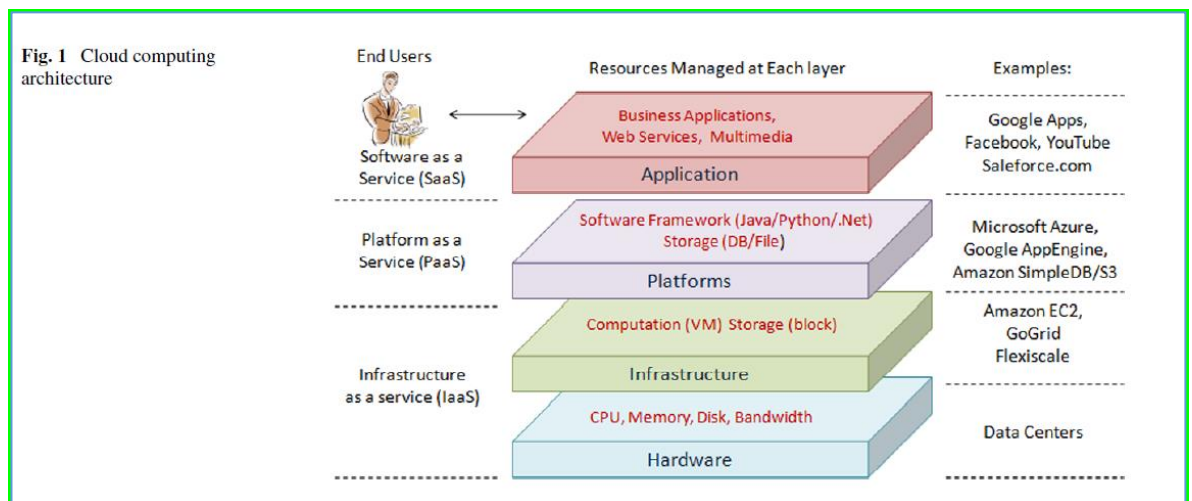 Fig. 1 Cloud computing
architecture
End Users
Resources Managed at Each layer
Examples:
Business Applications,
Web Services, Multimedia
Application
Software as a
Service (SaaS)
Google Apps,
Facebook, YouTube
Saleforce.com
Software Framework (Java/Python/.Net)
Storage (DB/File)
Platforms
Platform as a
Service (PaaS)
Microsoft Azure,
Google AppEngine,
Amazon SimpleDB/S3
Computation (VM) Storage (block)
Infrastructure
Amazon EC2,
GoGrid
Flexiscale
Infrastructure
as a service (IaaS)
CPU, Memory, Disk, Bandwidth
Hardware
Data Centers